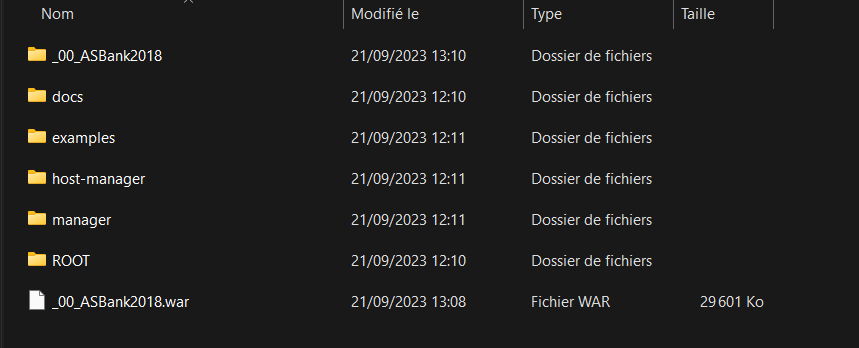 Nom Modifié le Type Taille
_00_ASBank2018 21/09/2023 13:10 Dossier de fichiers
docs 21/09/2023 12:10 Dossier de fichiers
examples 21/09/2023 12:11 Dossier de fichiers
host-manager 21/09/2023 12:11 Dossier de fichiers
manager 21/09/2023 12:11 Dossier de fichiers
ROOT 21/09/2023 12:10 Dossier de fichiers
_00_ASBank2018.war 21/09/2023 13:08 Fichier WAR 29 601 Ko